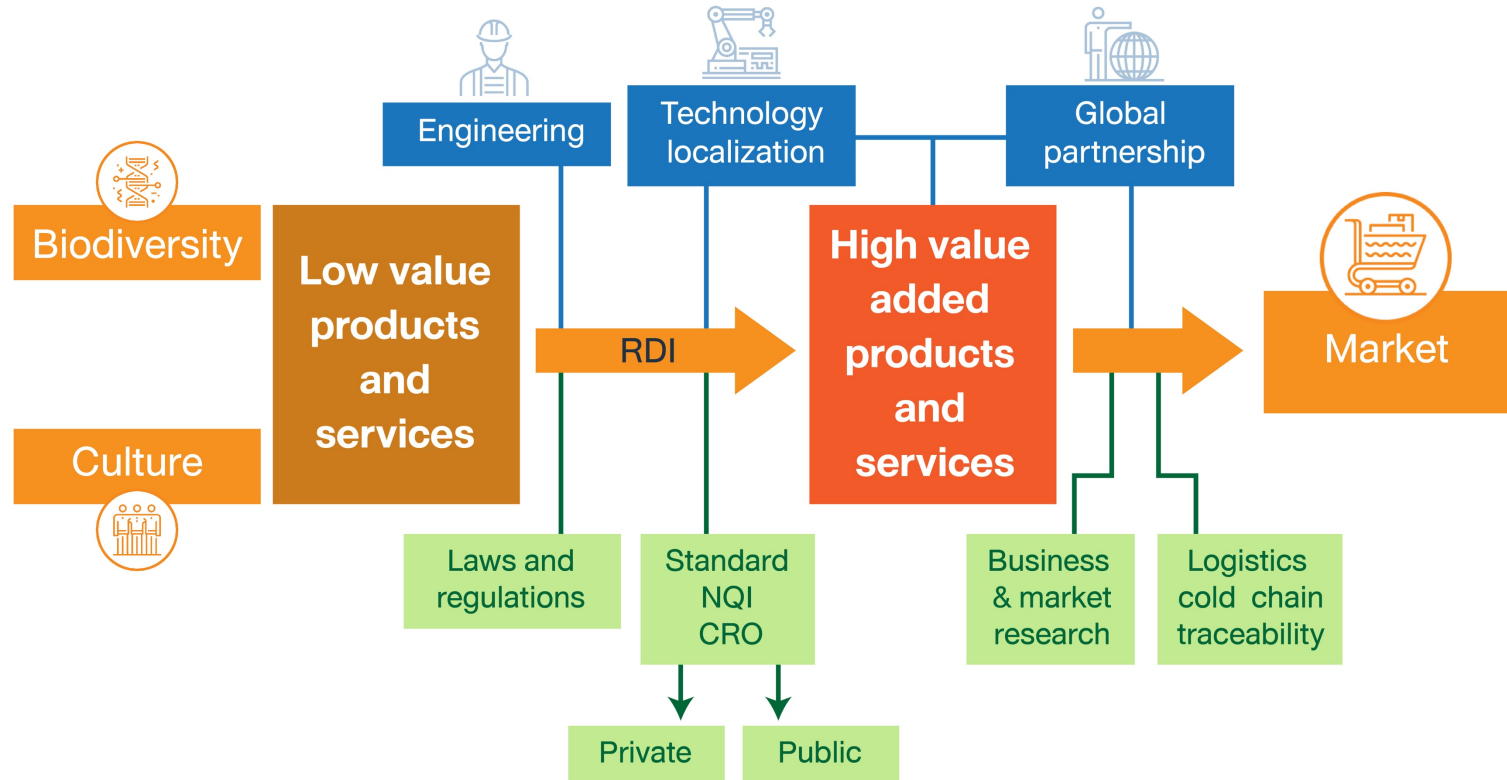 Engineering
Technology
localization
Global
partnership
Biodiversity
Culture
Low value
products
and
services
RDI
High value
added
products
and
services
Market
Laws and
regulations
Standard
NQI
CRO
Business
& market
research
Logistics
cold chain
traceability
Private
Public